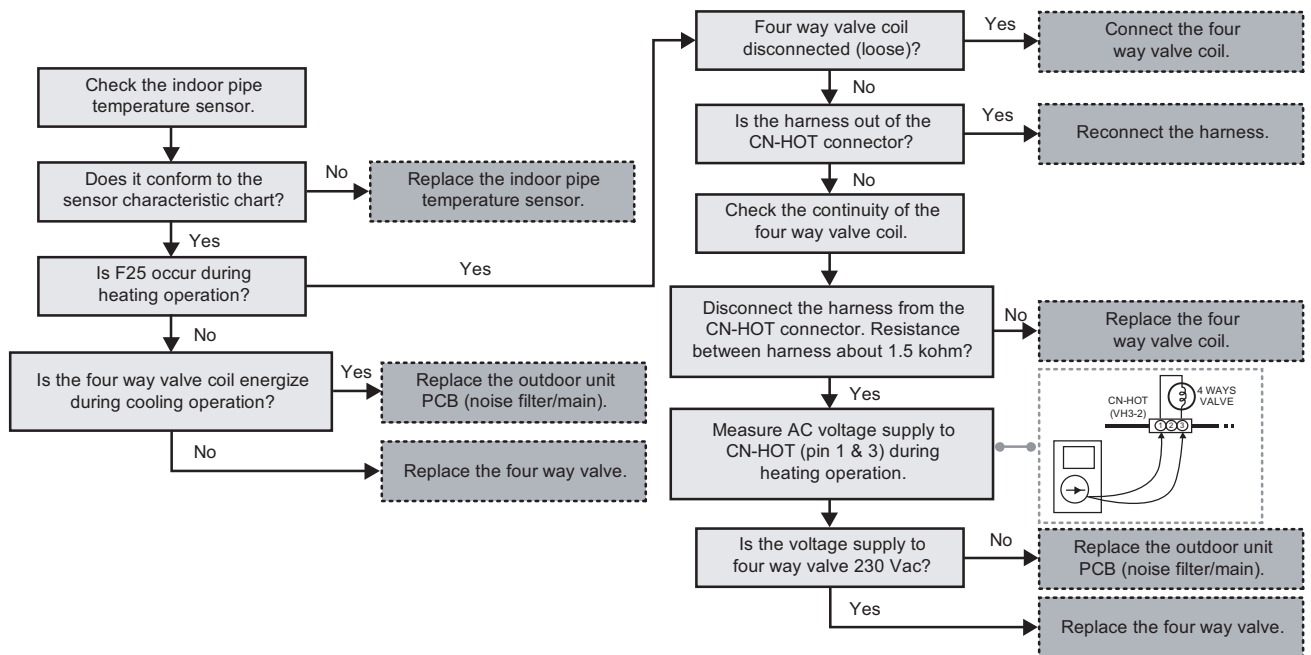 Check the indoor pipe
temperature sensor.
Does it conform to the
sensor characteristic chart?
No
Replace the indoor pipe
temperature sensor.
Yes
Is F25 occur during
heating operation?
Yes
No
Is the four way valve coil energize
during cooling operation?
Yes
Replace the outdoor unit
PCB (noise filter/main).
No
Replace the four way valve.
Four way valve coil
disconnected (loose)?
Yes
Connect the four
way valve coil.
No
Is the harness out of the
CN-HOT connector?
Yes
Reconnect the harness.
No
Check the continuity of the
four way valve coil.
Disconnect the harness from the
CN-HOT connector. Resistance
between harness about 1.5 kohm?
No
Replace the four
way valve coil.
Yes
Measure AC voltage supply to
CN-HOT (pin 1 & 3) during
heating operation.
CN-HOT
(VH3-2)
4 WAYS
VALVE
1 2 3
Is the voltage supply to
four way valve 230 Vac?
No
Replace the outdoor unit
PCB (noise filter/main).
Yes
Replace the four way valve.